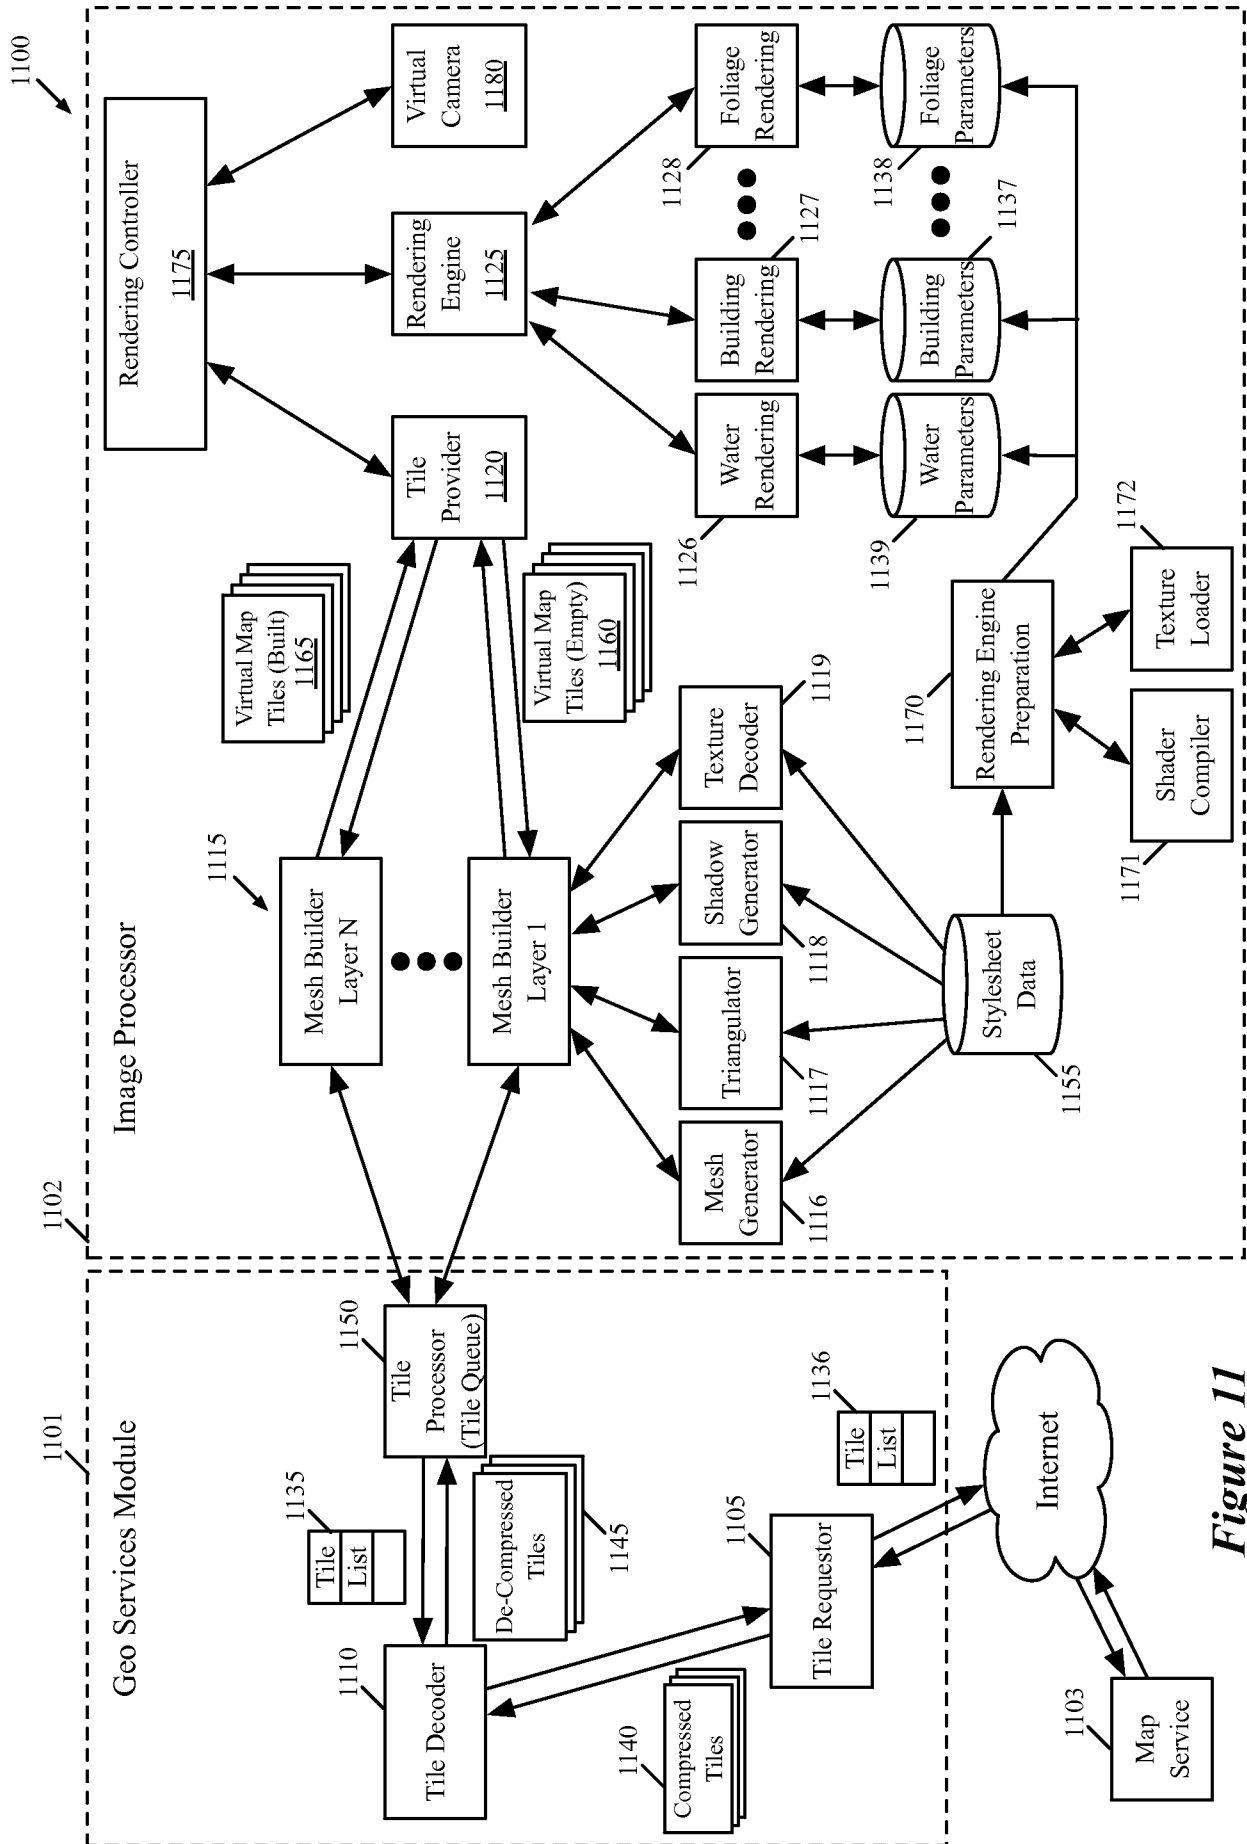 1100
1101
Geo Services Module
1102
Image Processor
Rendering Controller
1175
Virtual
Camera
1180
Rendering
Engine
1125
Tile
Provider
1120
Virtual Map
Tiles (Built)
1165
Virtual Map
Tiles (Empty)
1160
1115
Mesh Builder
Layer N
Mesh Builder
Layer 1
1150
Tile
Processor
(Tile Queue)
1135
Tile
List
De-Compressed
Tiles
1145
1110
Tile Decoder
1140
Compressed
Tiles
1105
Tile Requestor
1136
Tile
List
Internet
1103
Map
Service
Mesh
Generator
1116
Triangulator
1117
Shadow
Generator
1118
Texture
Decoder
1119
Stylesheet
Data
1155
1170
Rendering Engine
Preparation
Shader
Compiler
1171
Texture
Loader
1172
Water
Rendering
1126
Building
Rendering
1127
Foliage
Rendering
1128
Water
Parameters
1139
Building
Parameters
1137
Foliage
Parameters
1138
Figure 11